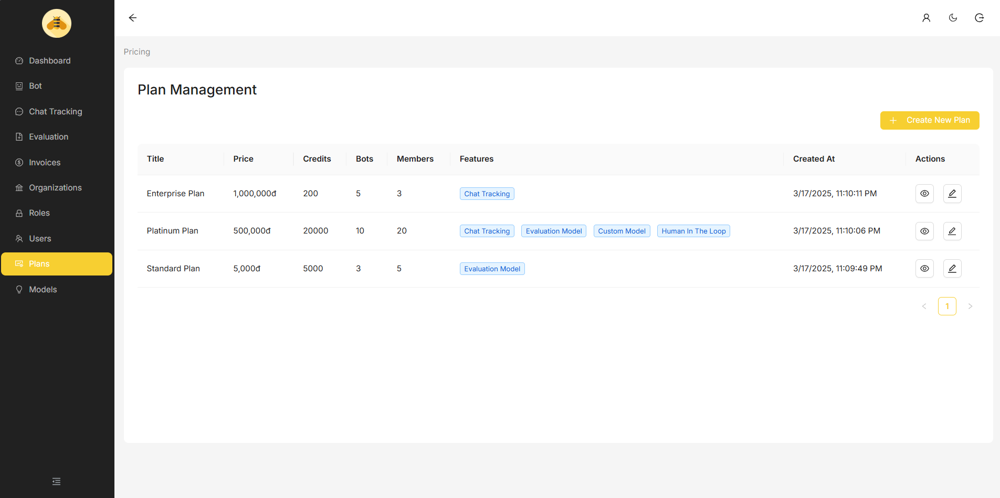 Dashboard
Bot
Chat Tracking
Evaluation
Invoices
Organizations
Roles
Users
Plans
Models
Pricing
Plan Management
Create New Plan
Title Price Credits Bots Members Features Created At Actions
Enterprise Plan 1,000,000đ 200 5 3 Chat Tracking 3/17/2025, 11:10:11 PM
Platinum Plan 500,000đ 20000 10 20 Chat Tracking Evaluation Model Custom Model Human In The Loop 3/17/2025, 11:10:06 PM
Standard Plan 5,000đ 5000 3 5 Evaluation Model 3/17/2025, 11:09:49 PM
1